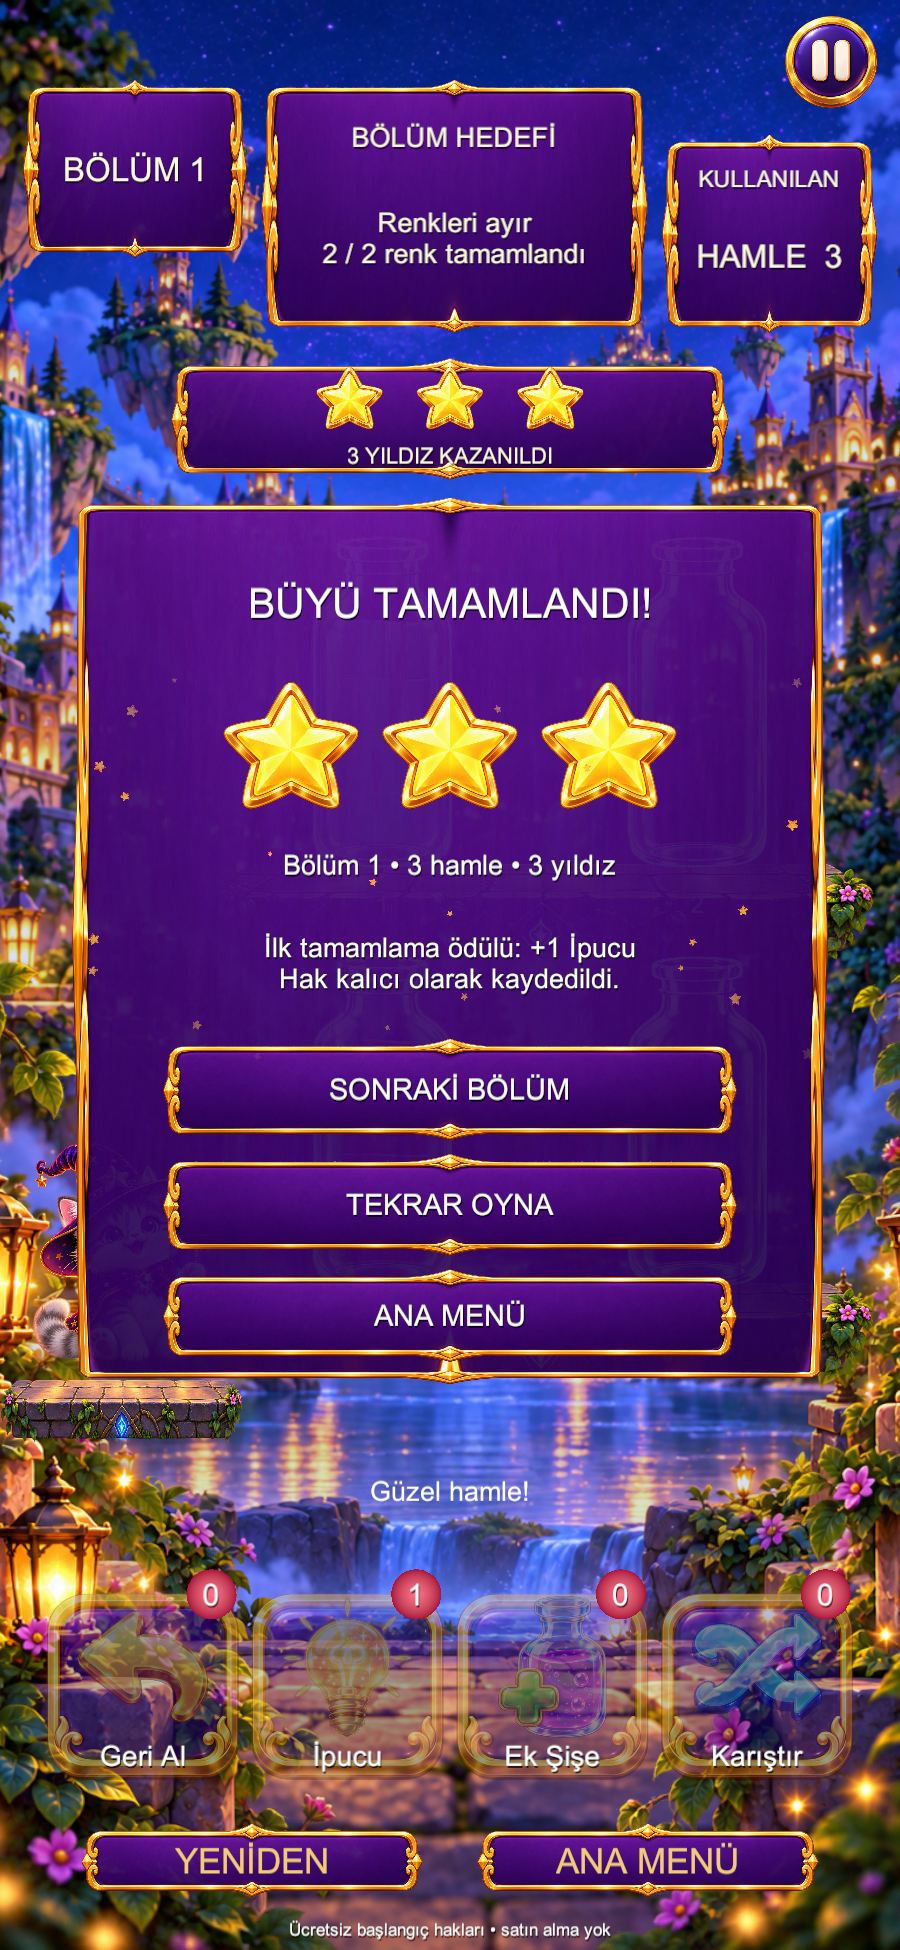 BÖLÜM 1
BÖLÜM HEDEFİ
Renkleri ayır
2 / 2 renk tamamlandı
KULLANILAN
HAMLE 3
3 YILDIZ KAZANILDI
BÜYÜ TAMAMLANDI!
Bölüm 1 • 3 hamle • 3 yıldız
İlk tamamlama ödülü: +1 İpucu
Hak kalıcı olarak kaydedildi.
SONRAKİ BÖLÜM
TEKRAR OYNA
ANA MENÜ
Güzel hamle!
0
1
0
0
Geri Al
İpucu
Ek Şişe
Karıştır
YENİDEN
ANA MENÜ
Ücretsiz başlangıç hakları • satın alma yok